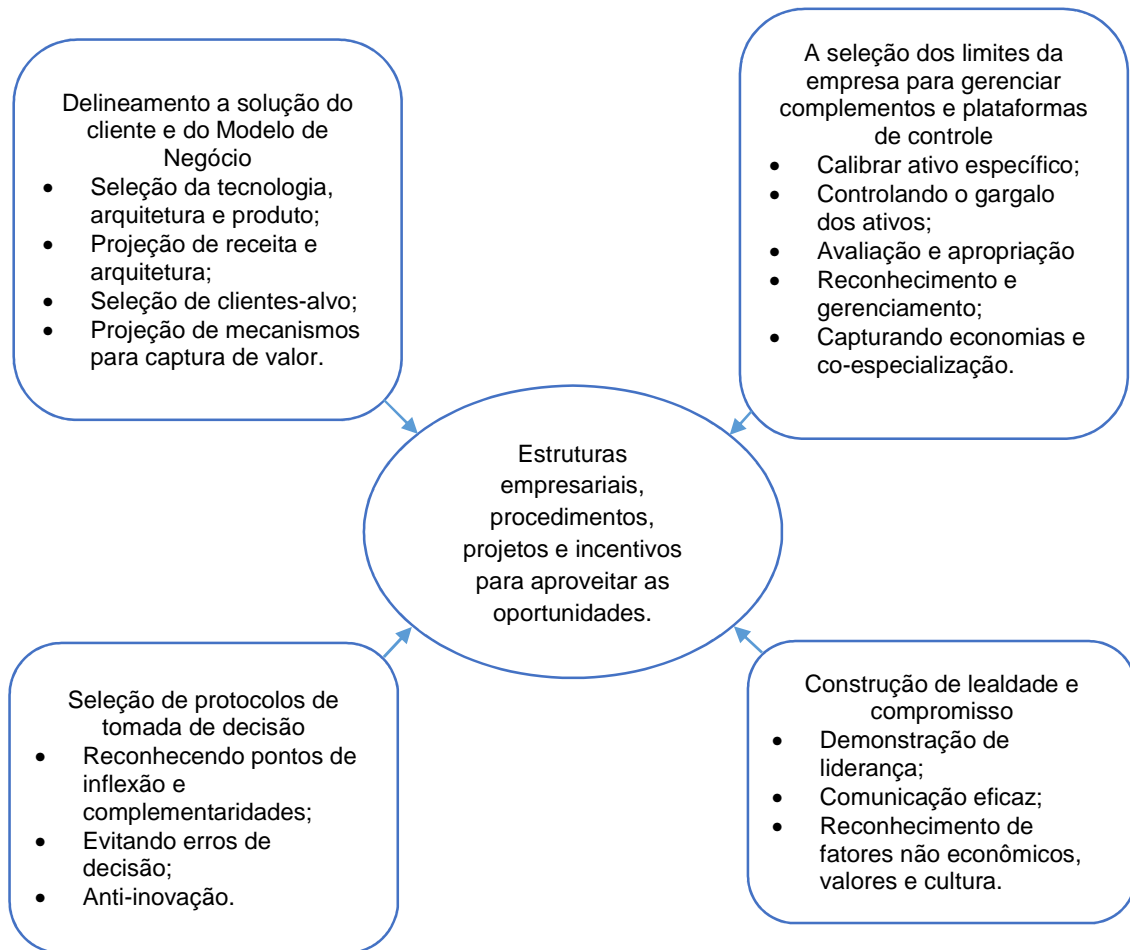 Delineamento a solução do
cliente e do Modelo de
Negócio
• Seleção da tecnologia,
arquitetura e produto;
• Projeção de receita e
arquitetura;
• Seleção de clientes-alvo;
• Projeção de mecanismos
para captura de valor.
A seleção dos limites da
empresa para gerenciar
complementos e plataformas
de controle
• Calibrar ativo específico;
• Controlando o gargalo
dos ativos;
• Avaliação e apropriação
• Reconhecimento e
gerenciamento;
• Capturando economias e
co-especialização.
Estruturas
empresariais,
procedimentos,
projetos e incentivos
para aproveitar as
oportunidades.
Seleção de protocolos de
tomada de decisão
• Reconhecendo pontos de
inflexão e
complementaridades;
• Evitando erros de
decisão;
• Anti-inovação.
Construção de lealdade e
compromisso
• Demonstração de
liderança;
• Comunicação eficaz;
• Reconhecimento de
fatores não econômicos,
valores e cultura.